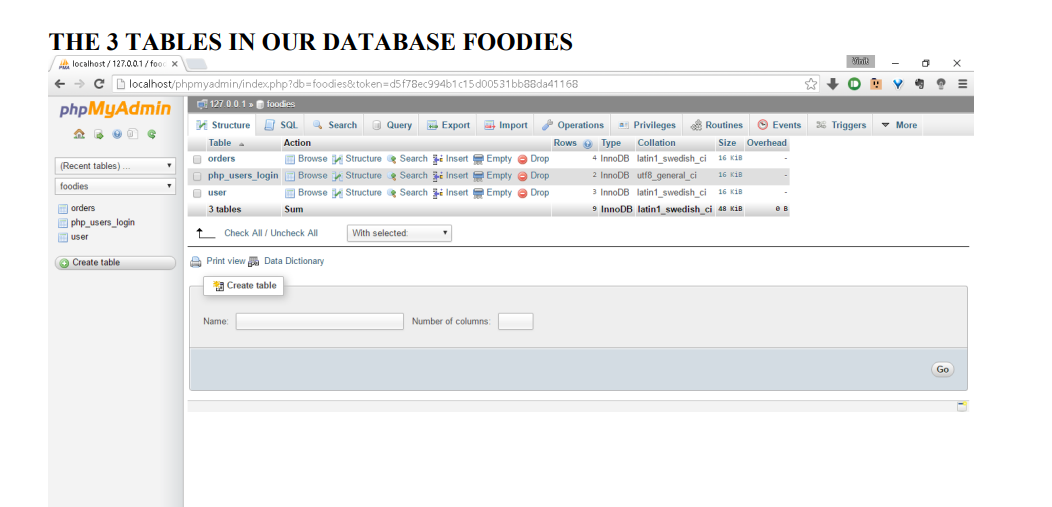 THE 3 TABLES IN OUR DATABASE FOODIES
localhost / 127.0.0.1 / food
Vinit
localhost/phpmyadmin/index.php?db=foodies&token=d5f78ec994b1c15d00531bb88da41168
phpMyAdmin
(Recent tables) ...
foodies
orders
php_users_login
user
Create table
127.0.0.1 » foodies
Structure SQL Search Query Export Import Operations Privileges Routines Events Triggers More
Table Action Rows Type Collation Size Overhead
orders Browse Structure Search Insert Empty Drop 4 InnoDB latin1_swedish_ci 16 KiB -
php_users_login Browse Structure Search Insert Empty Drop 2 InnoDB utf8_general_ci 16 KiB -
user Browse Structure Search Insert Empty Drop 3 InnoDB latin1_swedish_ci 16 KiB -
3 tables Sum 9 InnoDB latin1_swedish_ci 48 KiB 0 B
Check All / Uncheck All With selected:
Print view Data Dictionary
Create table
Name: Number of columns:
Go